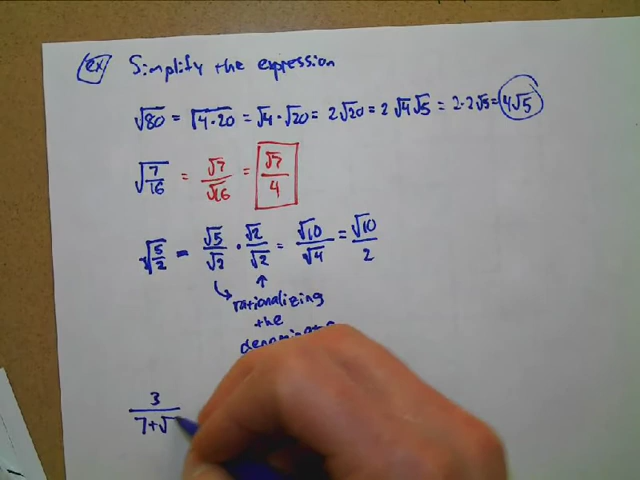 ex Simplify the expression
√80 = √4·20 = √4·√20 = 2√20 = 2√4√5 = 2·2√5 = 4√5
√7/16 = √7/√16 = √7/4
√5/2 = √5/√2 · √2/√2 = √10/√4 = √10/2
rationalizing
the
3/7+√